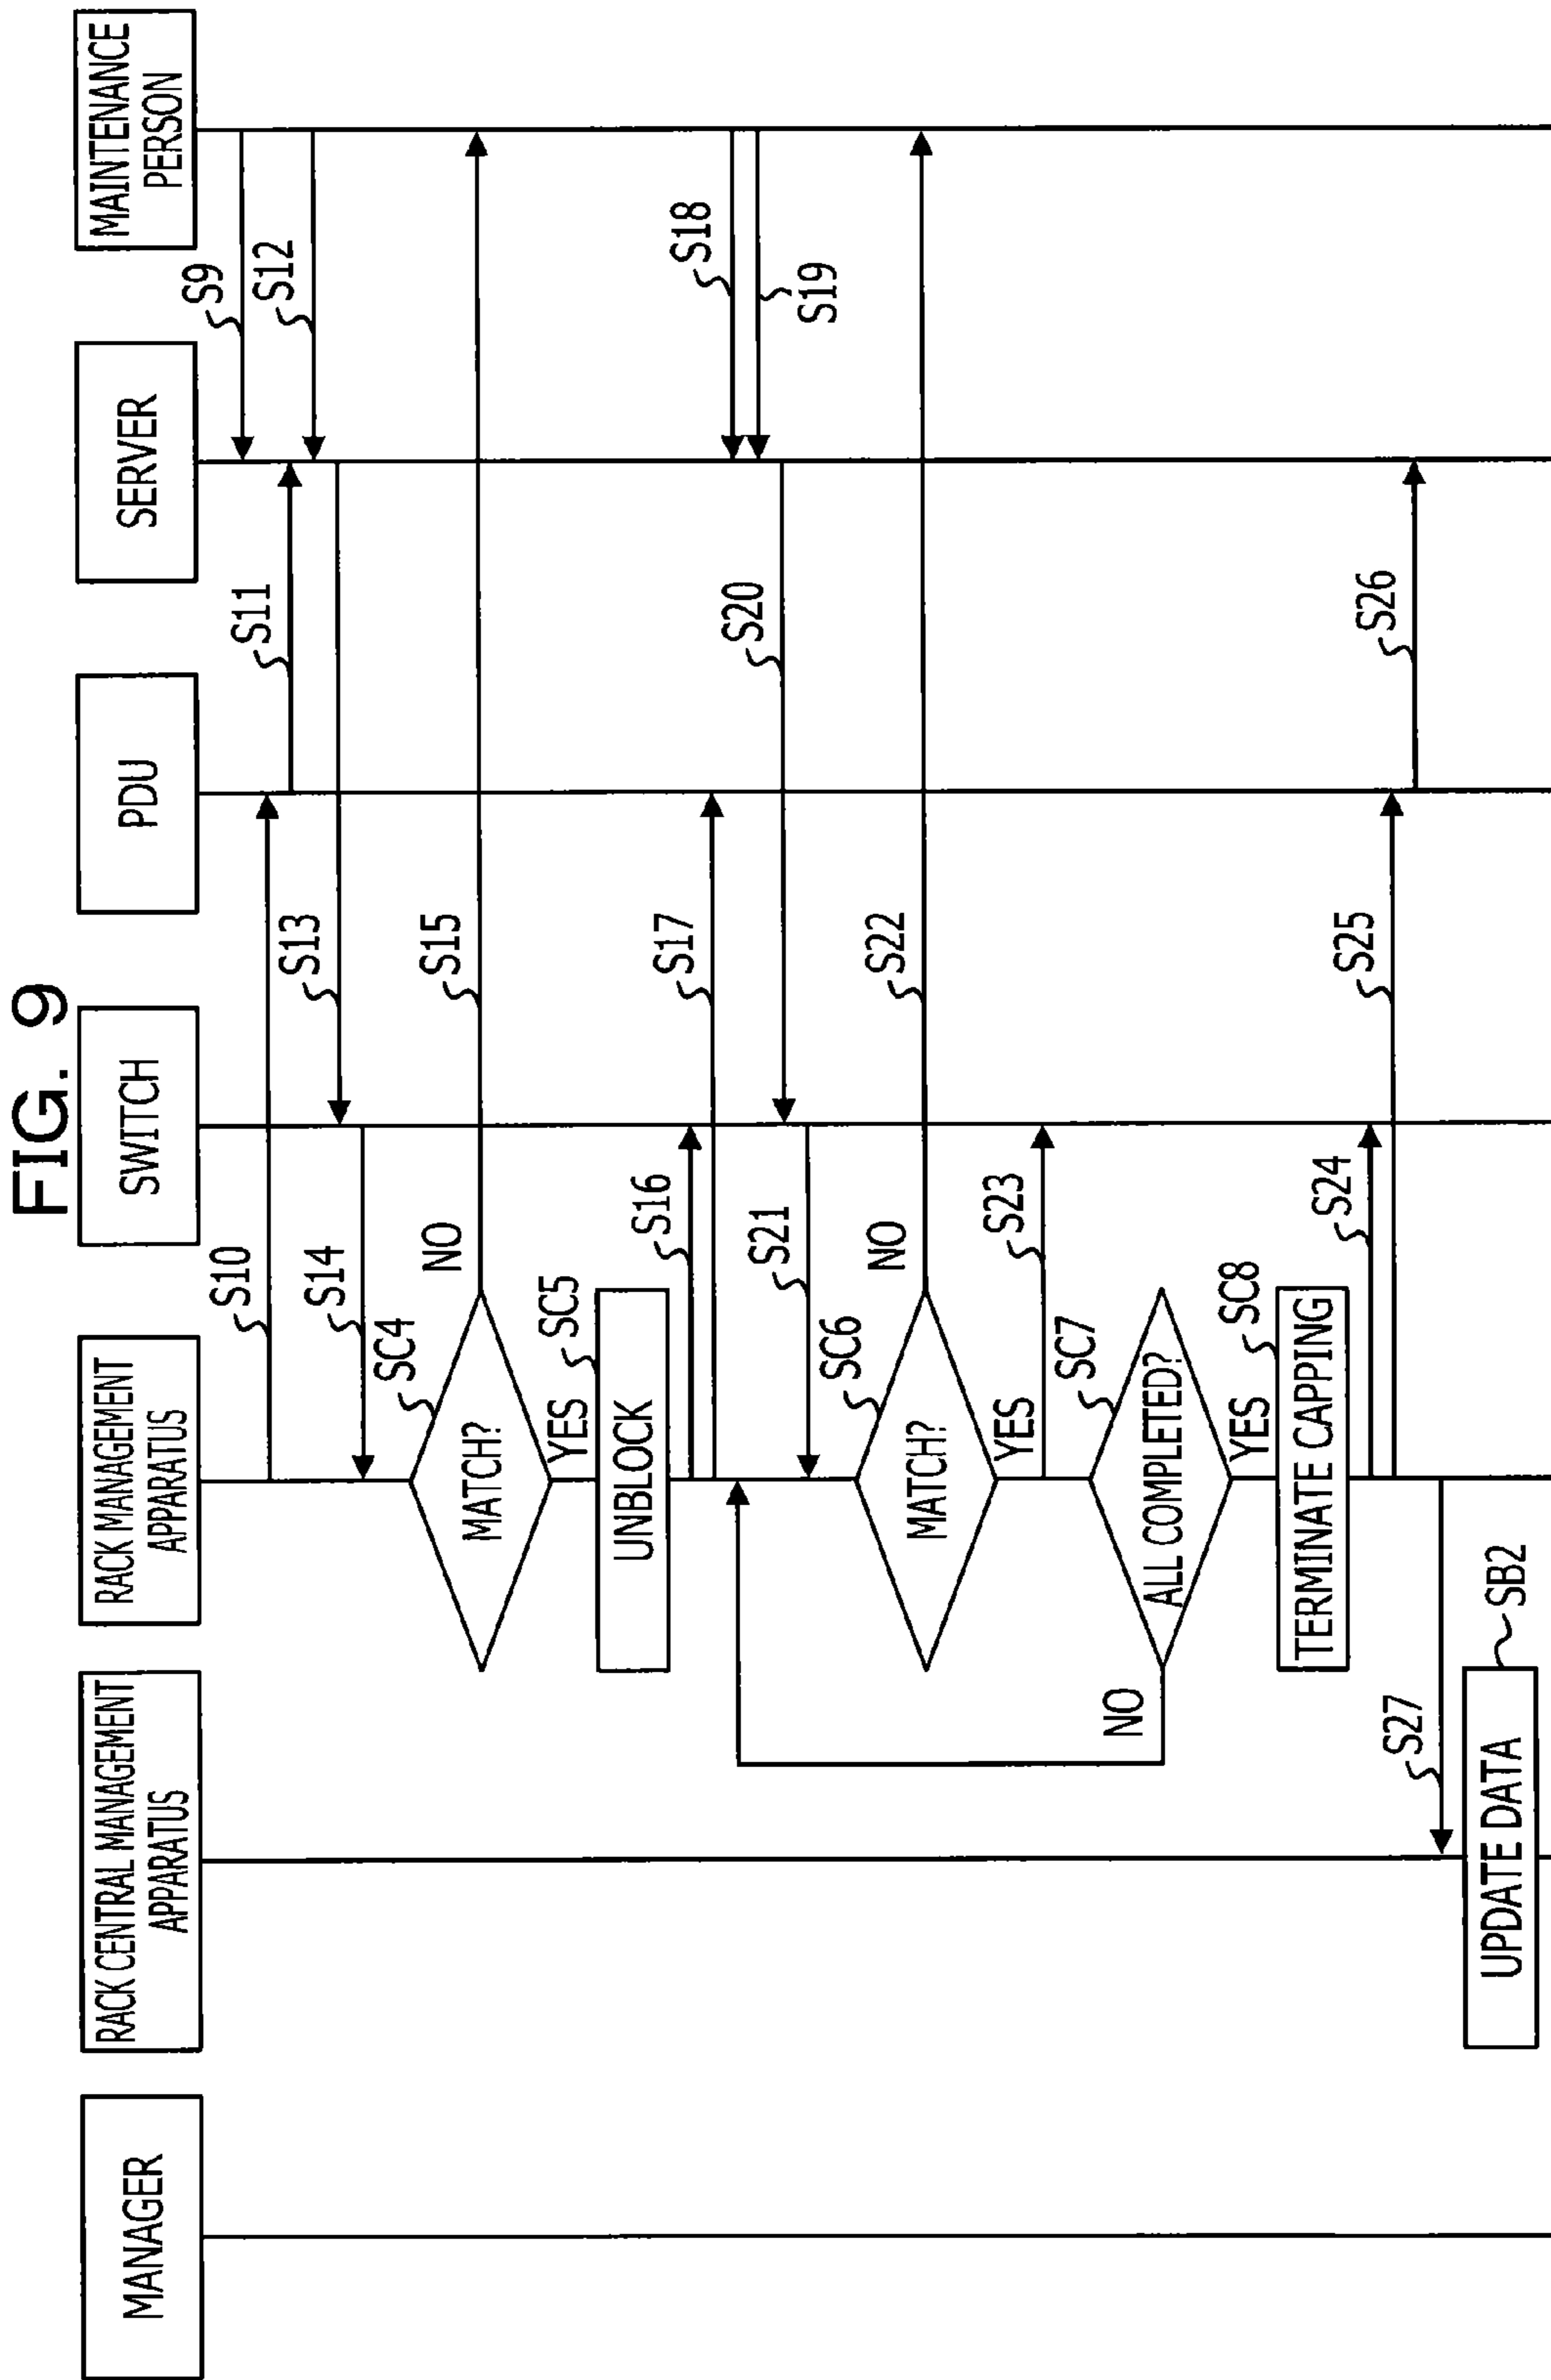 FIG. 9
MANAGER
RACK CENTRAL MANAGEMENT
APPARATUS
RACK MANAGEMENT
APPARATUS
SWITCH
PDU
SERVER
MAINTENANCE
PERSON
S9
S10
S11
S12
S13
S14
SC4
MATCH?
NO
S15
YES
SC5
UNBLOCK
S16
S17
S18
S19
S20
S21
SC6
MATCH?
NO
S22
YES
S23
SC7
ALL COMPLETED?
NO
YES
SC8
TERMINATE CAPPING
S24
S25
S26
S27
SB2
UPDATE DATA